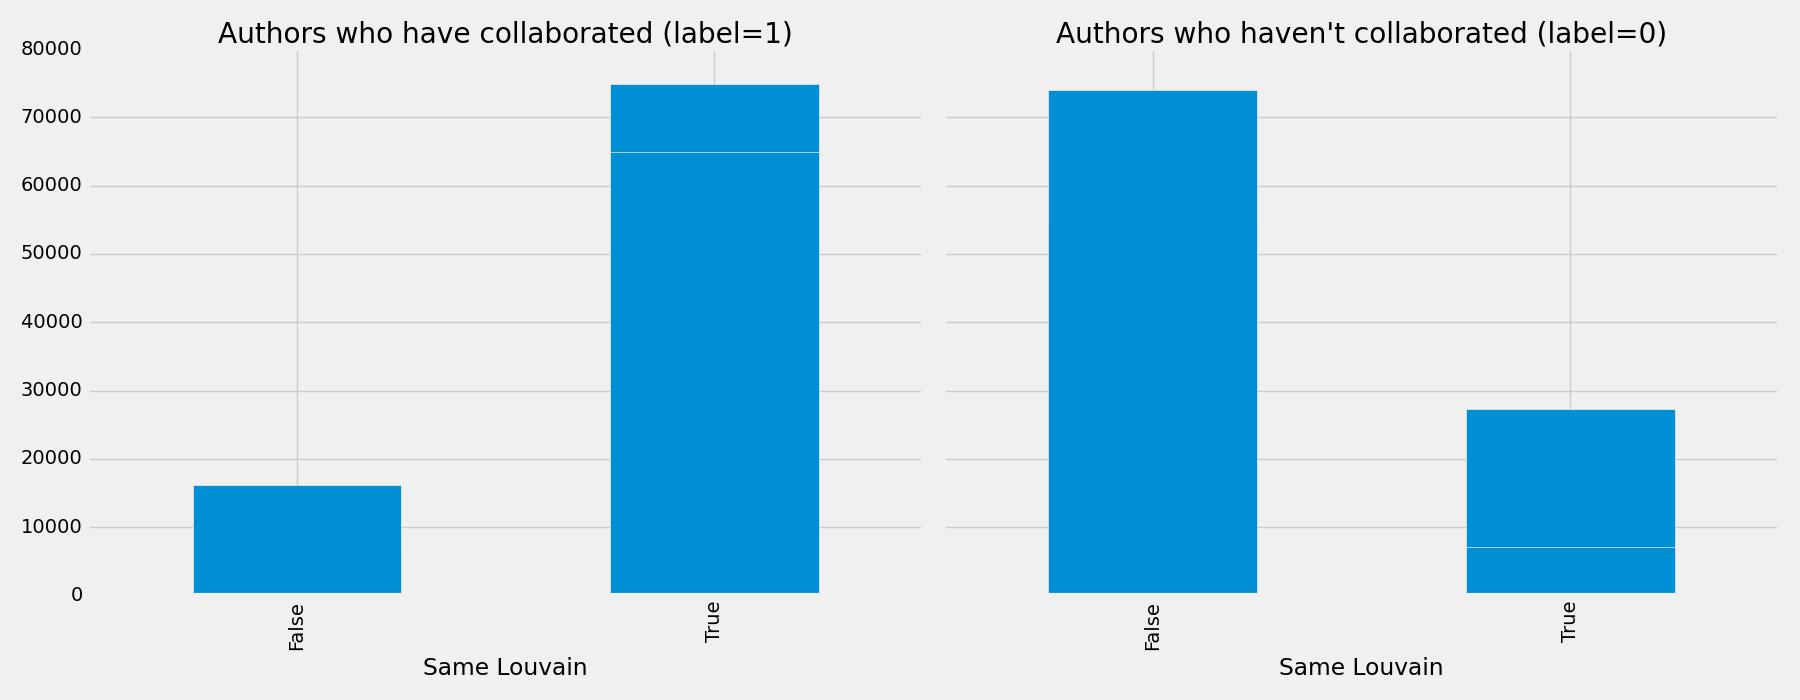 Authors who have collaborated (label=1)
Authors who haven't collaborated (label=0)
80000
70000
60000
50000
40000
30000
20000
10000
0
False
True
False
True
Same Louvain
Same Louvain